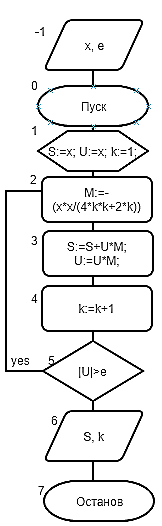 -1
x, e
0
Пуск
1
S:=x; U:=x; k:=1;
2
M:=-
(x*x/(4*k*k+2*k))
3
S:=S+U*M;
U:=U*M;
4
k:=k+1
yes
5
|U|>e
6
S, k
7
Останов